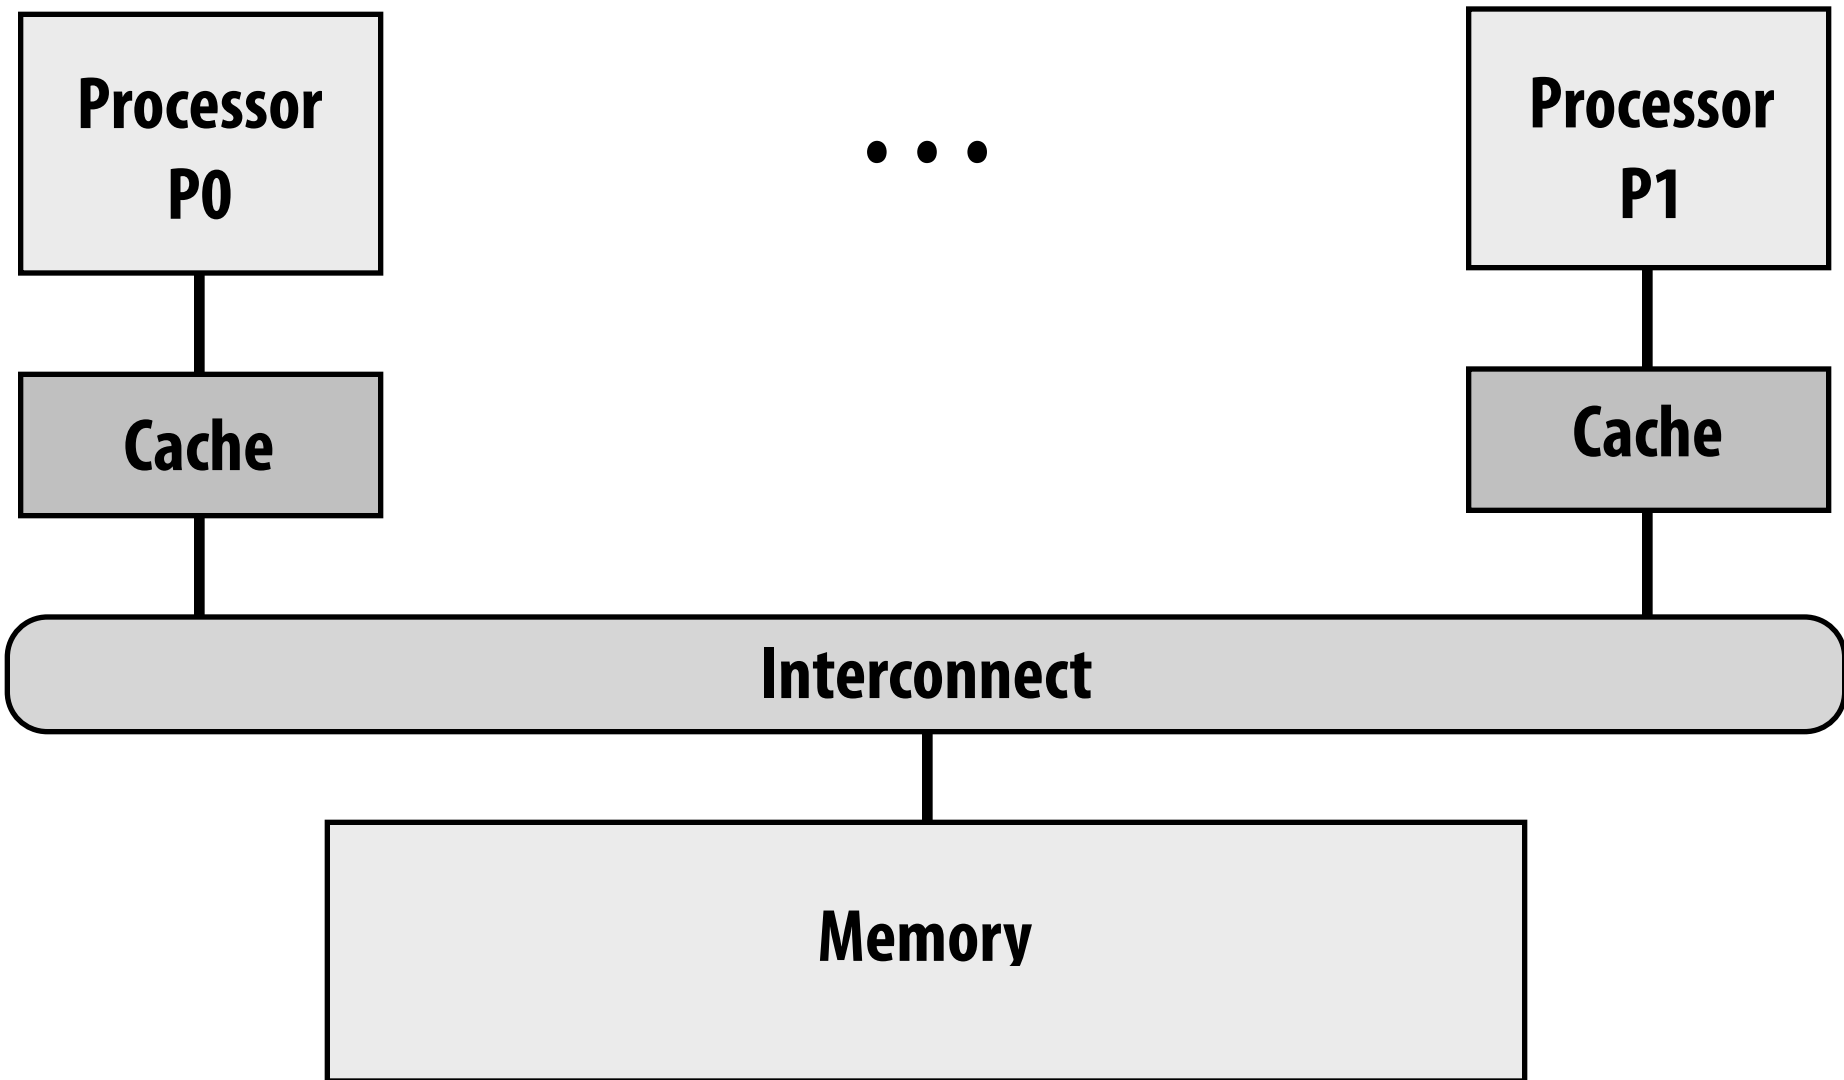 Processor
P0
• • •
Processor
P1
Cache
Cache
Interconnect
Memory